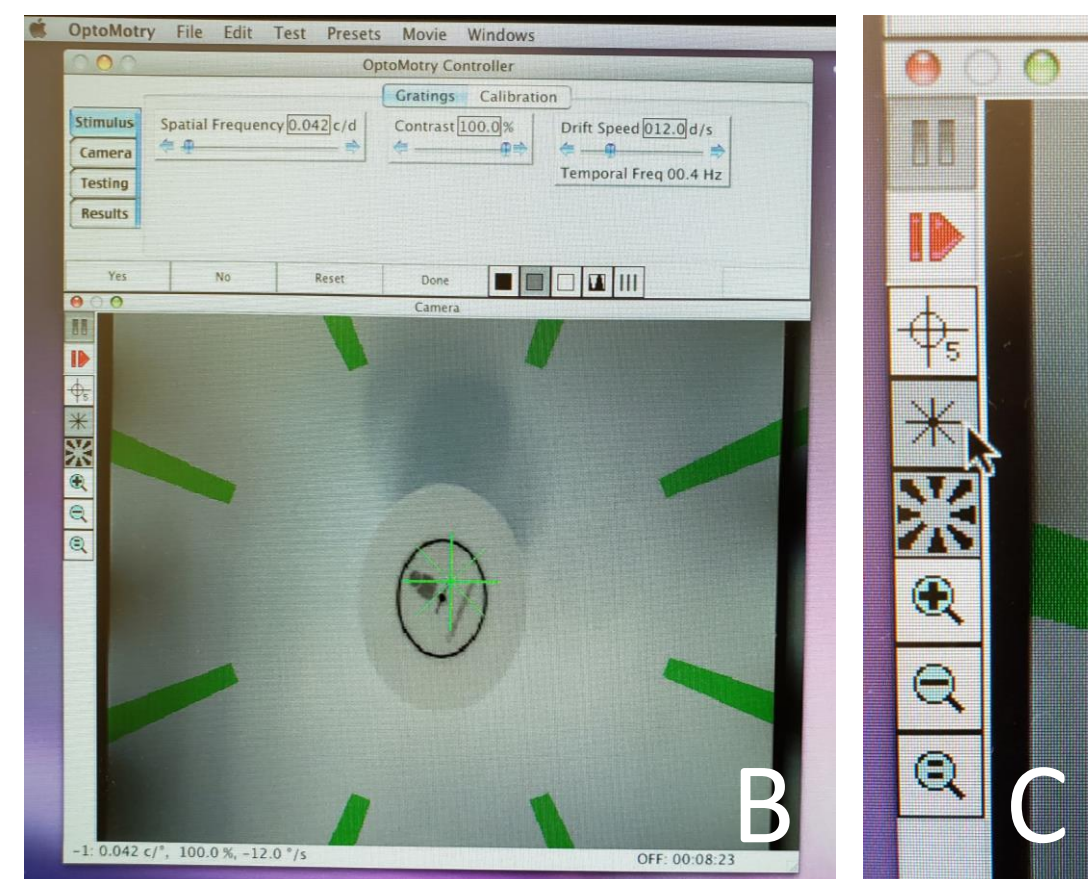 OptoMotry File Edit Test Presets Movie Windows
OptoMotry Controller
Gratings Calibration
Stimulus
Camera
Testing
Results
Spatial Frequency 0.042 c/d
Contrast 100.0 %
Drift Speed 012.0 d/s
Temporal Freq 00.4 Hz
Yes No Reset Done
Camera
5
-1: 0.042 c/°, 100.0 %, -12.0 °/s
OFF: 00:08:23
B
5
C